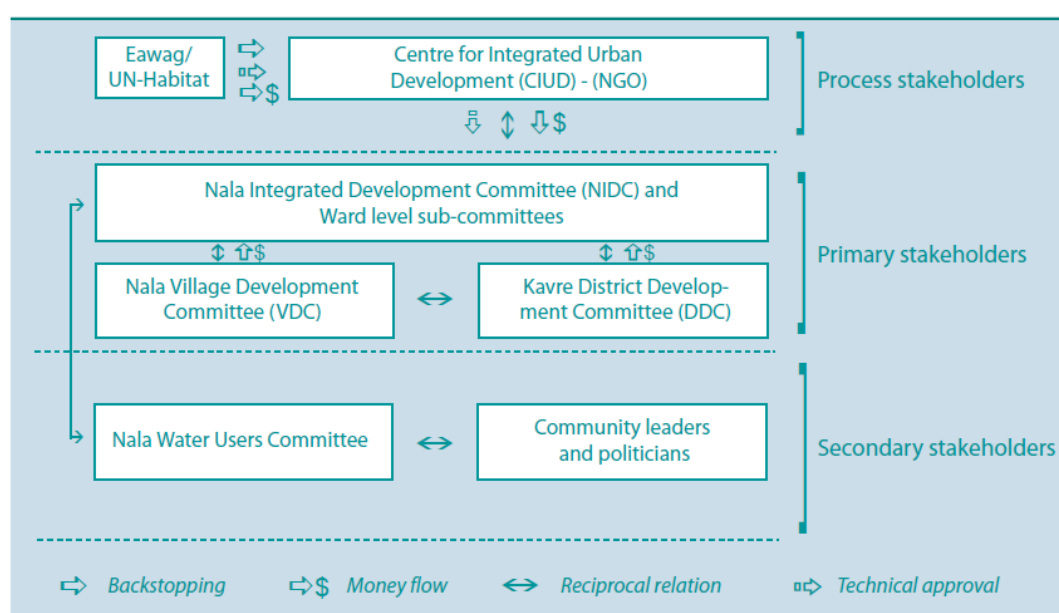 Eawag/
UN-Habitat
$
Centre for Integrated Urban
Development (CIUD) - (NGO)
Process stakeholders
$
Nala Integrated Development Committee (NIDC) and
Ward level sub-committees
$
$
Primary stakeholders
Nala Village Development
Committee (VDC)
Kavre District Develop-
ment Committee (DDC)
Nala Water Users Committee
Community leaders
and politicians
Secondary stakeholders
Backstopping
$ Money flow
Reciprocal relation
Technical approval